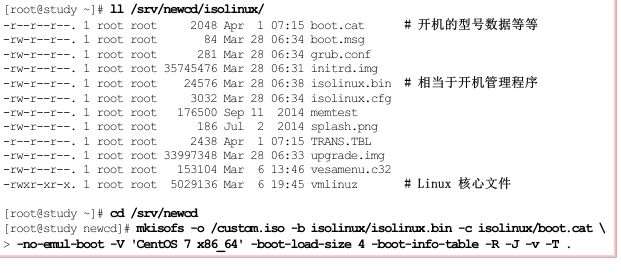 [root@study ~]# ll /srv/newcd/isolinux/
-r--r--r--. 1 root root 2048 Apr 1 07:15 boot.cat # 开机的型号数据等等
-rw-r--r--. 1 root root 84 Mar 28 06:34 boot.msg
-rw-r--r--. 1 root root 281 Mar 28 06:34 grub.conf
-rw-r--r--. 1 root root 35745476 Mar 28 06:31 initrd.img
-rw-r--r--. 1 root root 24576 Mar 28 06:38 isolinux.bin # 相当于开机管理程序
-rw-r--r--. 1 root root 3032 Mar 28 06:34 isolinux.cfg
-rw-r--r--. 1 root root 176500 Sep 11 2014 memtest
-rw-r--r--. 1 root root 186 Jul 2 2014 splash.png
-r--r--r--. 1 root root 2438 Apr 1 07:15 TRANS.TBL
-rw-r--r--. 1 root root 33997348 Mar 28 06:33 upgrade.img
-rw-r--r--. 1 root root 153104 Mar 6 13:46 vesamenu.c32
-rwxr-xr-x. 1 root root 5029136 Mar 6 19:45 vmlinuz # Linux 核心文件
[root@study ~]# cd /srv/newcd
[root@study newcd]# mkisofs -o /custom.iso -b isolinux/isolinux.bin -c isolinux/boot.cat \
> -no-emul-boot -V 'CentOS 7 x86_64' -boot-load-size 4 -boot-info-table -R -J -v -T .